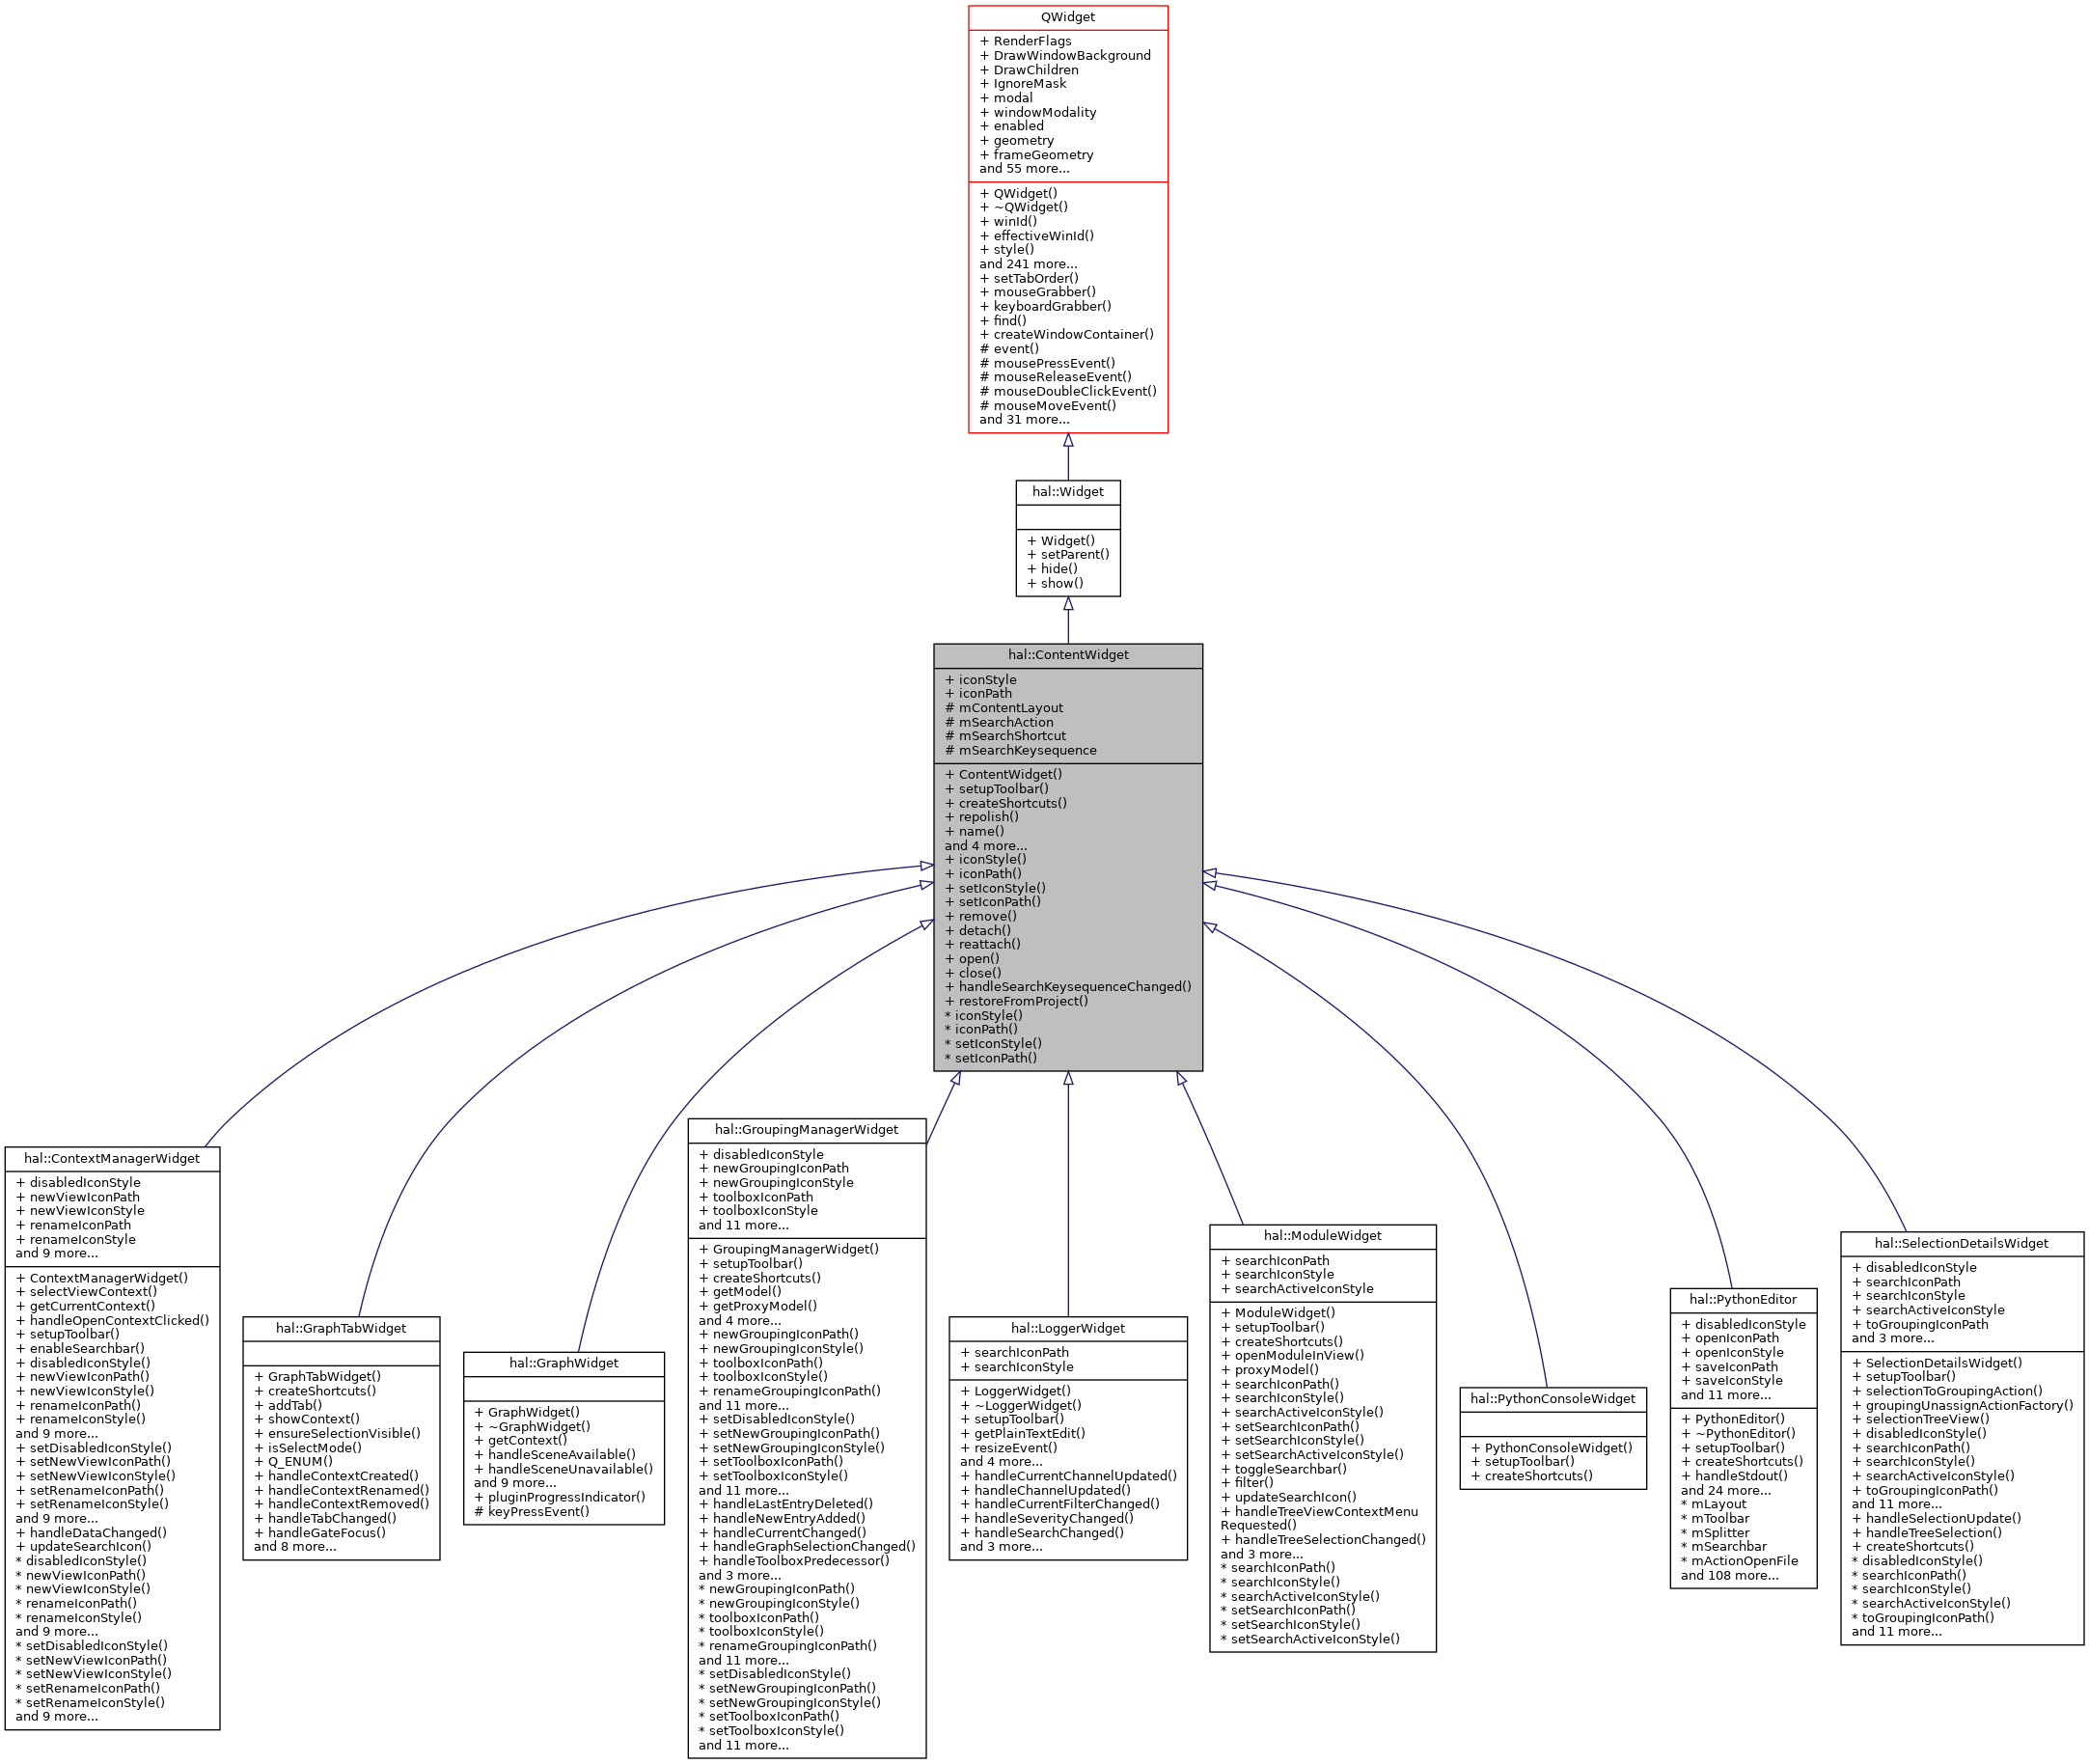 QWidget
+ RenderFlags
+ DrawWindowBackground
+ DrawChildren
+ IgnoreMask
+ modal
+ windowModality
+ enabled
+ geometry
+ frameGeometry
and 55 more...
+ QWidget()
+ ~QWidget()
+ winId()
+ effectiveWinId()
+ style()
and 241 more...
+ setTabOrder()
+ mouseGrabber()
+ keyboardGrabber()
+ find()
+ createWindowContainer()
# event()
# mousePressEvent()
# mouseReleaseEvent()
# mouseDoubleClickEvent()
# mouseMoveEvent()
and 31 more...
hal::Widget
+ Widget()
+ setParent()
+ hide()
+ show()
hal::ContentWidget
+ iconStyle
+ iconPath
# mContentLayout
# mSearchAction
# mSearchShortcut
# mSearchKeysequence
+ ContentWidget()
+ setupToolbar()
+ createShortcuts()
+ repolish()
+ name()
and 4 more...
+ iconStyle()
+ iconPath()
+ setIconStyle()
+ setIconPath()
+ remove()
+ detach()
+ reattach()
+ open()
+ close()
+ handleSearchKeysequenceChanged()
+ restoreFromProject()
* iconStyle()
* iconPath()
* setIconStyle()
* setIconPath()
hal::ContextManagerWidget
+ disabledIconStyle
+ newViewIconPath
+ newViewIconStyle
+ renameIconPath
+ renameIconStyle
and 9 more...
+ ContextManagerWidget()
+ selectViewContext()
+ getCurrentContext()
+ handleOpenContextClicked()
+ setupToolbar()
+ enableSearchbar()
+ disabledIconStyle()
+ newViewIconPath()
+ newViewIconStyle()
+ renameIconPath()
+ renameIconStyle()
and 9 more...
+ setDisabledIconStyle()
+ setNewViewIconPath()
+ setNewViewIconStyle()
+ setRenameIconPath()
+ setRenameIconStyle()
and 9 more...
+ handleDataChanged()
+ updateSearchIcon()
* disabledIconStyle()
* newViewIconPath()
* newViewIconStyle()
* renameIconPath()
* renameIconStyle()
and 9 more...
* setDisabledIconStyle()
* setNewViewIconPath()
* setNewViewIconStyle()
* setRenameIconPath()
* setRenameIconStyle()
and 9 more...
hal::GraphTabWidget
+ GraphTabWidget()
+ createShortcuts()
+ addTab()
+ showContext()
+ ensureSelectionVisible()
+ isSelectMode()
+ Q_ENUM()
+ handleContextCreated()
+ handleContextRenamed()
+ handleContextRemoved()
+ handleTabChanged()
+ handleGateFocus()
and 8 more...
hal::GraphWidget
+ GraphWidget()
+ ~GraphWidget()
+ getContext()
+ handleSceneAvailable()
+ handleSceneUnavailable()
and 9 more...
+ pluginProgressIndicator()
# keyPressEvent()
hal::GroupingManagerWidget
+ disabledIconStyle
+ newGroupingIconPath
+ newGroupingIconStyle
+ toolboxIconPath
+ toolboxIconStyle
and 11 more...
+ GroupingManagerWidget()
+ setupToolbar()
+ createShortcuts()
+ getModel()
+ getProxyModel()
and 4 more...
+ newGroupingIconPath()
+ newGroupingIconStyle()
+ toolboxIconPath()
+ toolboxIconStyle()
+ renameGroupingIconPath()
and 11 more...
+ setDisabledIconStyle()
+ setNewGroupingIconPath()
+ setNewGroupingIconStyle()
+ setToolboxIconPath()
+ setToolboxIconStyle()
and 11 more...
+ handleLastEntryDeleted()
+ handleNewEntryAdded()
+ handleCurrentChanged()
+ handleGraphSelectionChanged()
+ handleToolboxPredecessor()
and 3 more...
* newGroupingIconPath()
* newGroupingIconStyle()
* toolboxIconPath()
* toolboxIconStyle()
* renameGroupingIconPath()
and 11 more...
* setDisabledIconStyle()
* setNewGroupingIconPath()
* setNewGroupingIconStyle()
* setToolboxIconPath()
* setToolboxIconStyle()
and 11 more...
hal::LoggerWidget
+ searchIconPath
+ searchIconStyle
+ LoggerWidget()
+ ~LoggerWidget()
+ setupToolbar()
+ getPlainTextEdit()
+ resizeEvent()
and 4 more...
+ handleCurrentChannelUpdated()
+ handleChannelUpdated()
+ handleCurrentFilterChanged()
+ handleSeverityChanged()
+ handleSearchChanged()
and 3 more...
hal::ModuleWidget
+ searchIconPath
+ searchIconStyle
+ searchActiveIconStyle
+ ModuleWidget()
+ setupToolbar()
+ createShortcuts()
+ openModuleInView()
+ proxyModel()
+ searchIconPath()
+ searchIconStyle()
+ searchActiveIconStyle()
+ setSearchIconPath()
+ setSearchIconStyle()
+ setSearchActiveIconStyle()
+ toggleSearchbar()
+ filter()
+ updateSearchIcon()
+ handleTreeViewContextMenu
Requested()
+ handleTreeSelectionChanged()
and 3 more...
* searchIconPath()
* searchIconStyle()
* searchActiveIconStyle()
* setSearchIconPath()
* setSearchIconStyle()
* setSearchActiveIconStyle()
hal::PythonConsoleWidget
+ PythonConsoleWidget()
+ setupToolbar()
+ createShortcuts()
hal::PythonEditor
+ disabledIconStyle
+ openIconPath
+ openIconStyle
+ saveIconPath
+ saveIconStyle
and 11 more...
+ PythonEditor()
+ ~PythonEditor()
+ setupToolbar()
+ createShortcuts()
+ handleStdout()
and 24 more...
* mLayout
* mToolbar
* mSplitter
* mSearchbar
* mActionOpenFile
and 108 more...
hal::SelectionDetailsWidget
+ disabledIconStyle
+ searchIconPath
+ searchIconStyle
+ searchActiveIconStyle
+ toGroupingIconPath
and 3 more...
+ SelectionDetailsWidget()
+ setupToolbar()
+ selectionToGroupingAction()
+ groupingUnassignActionFactory()
+ selectionTreeView()
+ disabledIconStyle()
+ searchIconPath()
+ searchIconStyle()
+ searchActiveIconStyle()
+ toGroupingIconPath()
and 11 more...
+ handleSelectionUpdate()
+ handleTreeSelection()
+ createShortcuts()
* disabledIconStyle()
* searchIconPath()
* searchIconStyle()
* searchActiveIconStyle()
* toGroupingIconPath()
and 11 more...